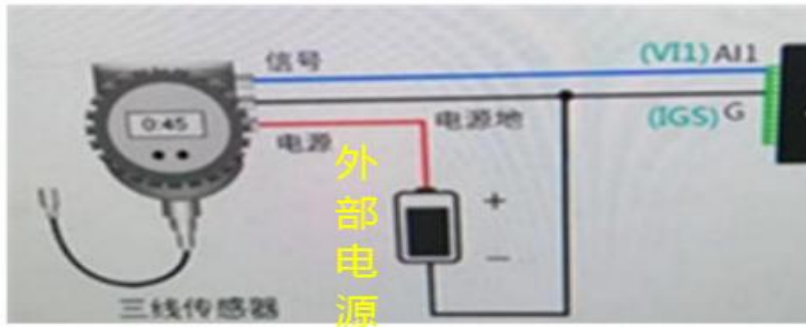 信号
(VI1) AI1
0:45
电源地
(IGS) G
电源
外部电源
+
−
三线传感器